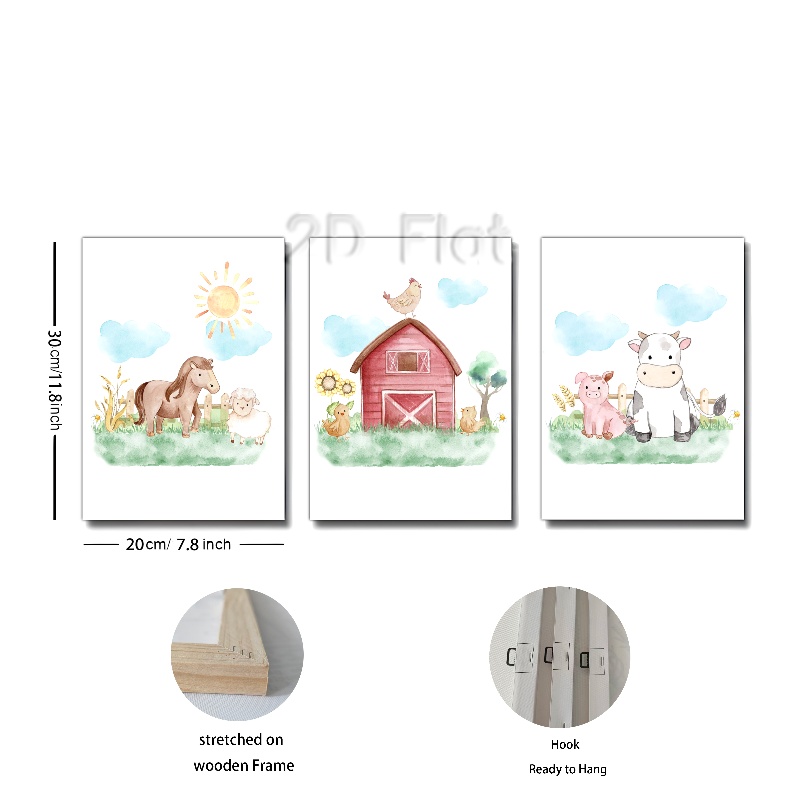 2D Flat
30cm/11.8inch
20cm/ 7.8 inch
stretched on
wooden Frame
Hook
Ready to Hang